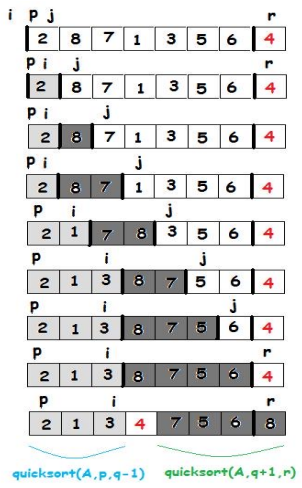 i p j r
2 8 7 1 3 5 6 4
p i j r
2 8 7 1 3 5 6 4
p i j
2 8 7 1 3 5 6 4
p i j
2 8 7 1 3 5 6 4
p i j
2 1 7 8 3 5 6 4
p i j
2 1 3 8 7 5 6 4
p i j
2 1 3 8 7 5 6 4
p i r
2 1 3 8 7 5 6 4
p i r
2 1 3 4 7 5 6 8
quicksort(A,p,q-1) quicksort(A,q+1,r)